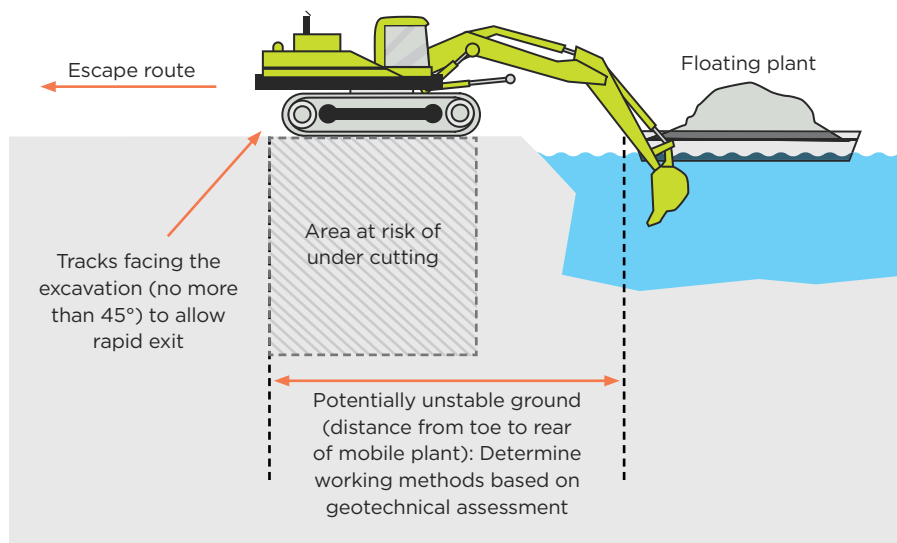 Escape route
Floating plant
Area at risk of
under cutting
Tracks facing the
excavation (no more
than 45°) to allow
rapid exit
Potentially unstable ground
(distance from toe to rear
of mobile plant): Determine
working methods based on
geotechnical assessment